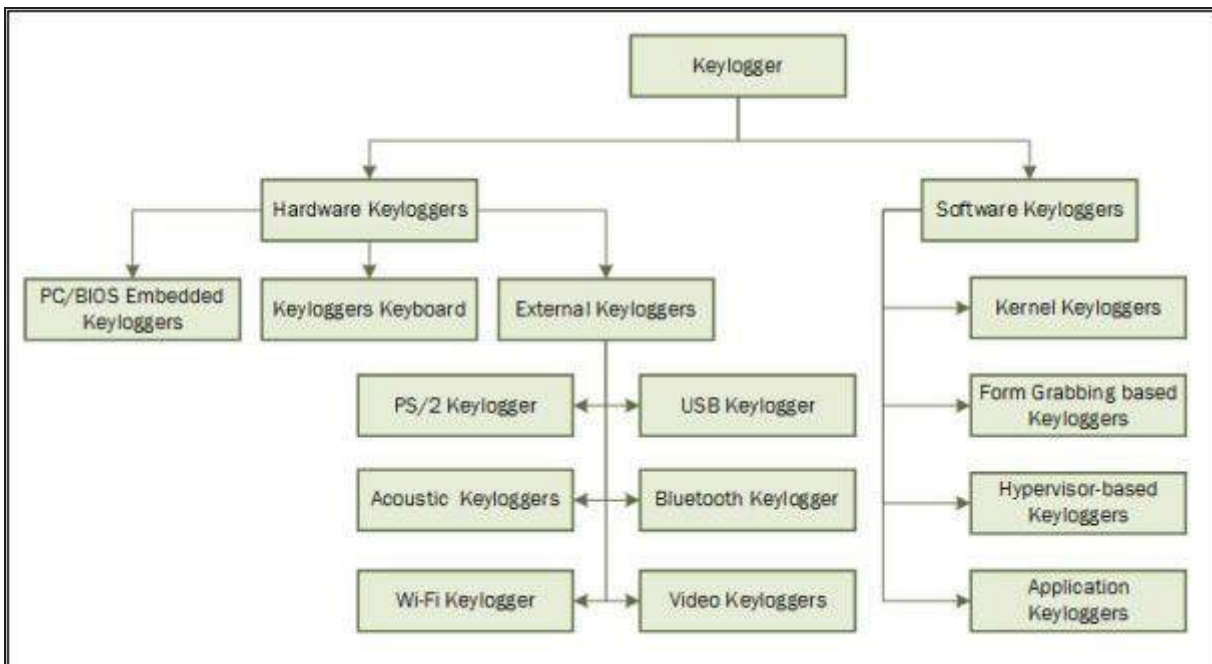 Keylogger
Hardware Keyloggers
Software Keyloggers
PC/BIOS Embedded
Keyloggers
Keyloggers Keyboard
External Keyloggers
PS/2 Keylogger
USB Keylogger
Acoustic Keyloggers
Bluetooth Keylogger
Wi-Fi Keylogger
Video Keyloggers
Kernel Keyloggers
Form Grabbing based
Keyloggers
Hypervisor-based
Keyloggers
Application
Keyloggers